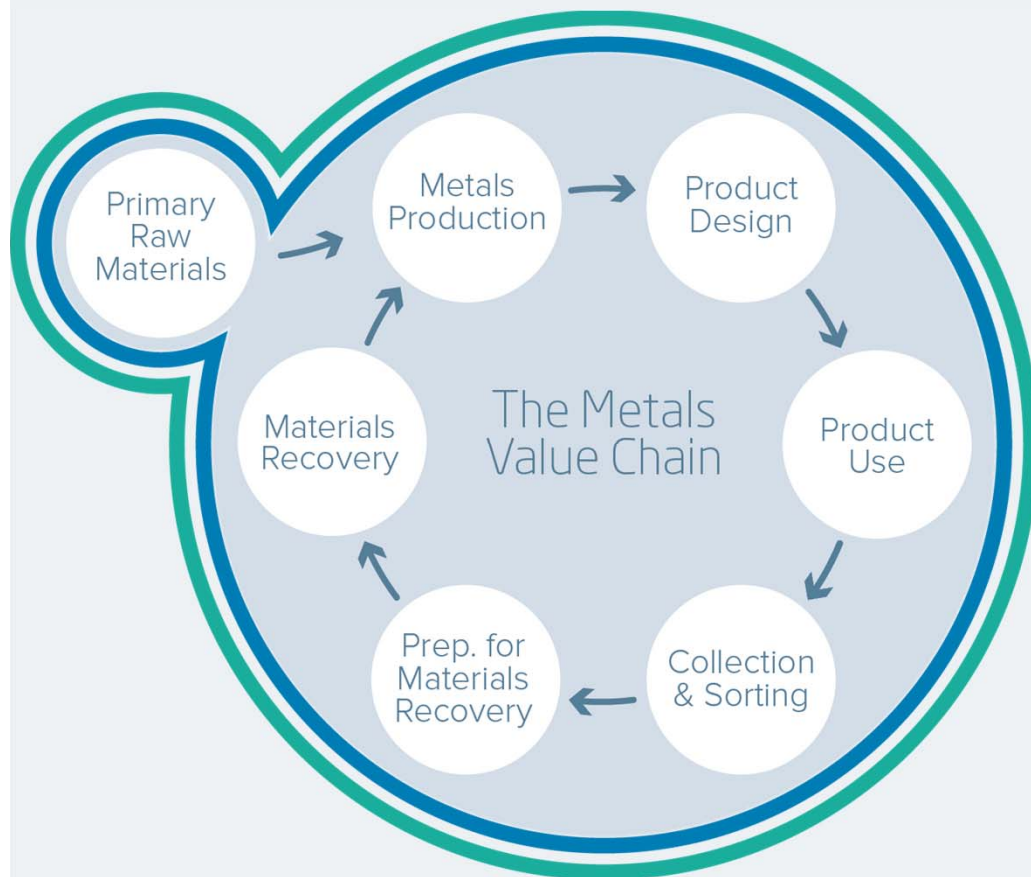 Primary
Raw
Materials
Metals
Production
Product
Design
Product
Use
Collection
& Sorting
Prep. for
Materials
Recovery
Materials
Recovery
The Metals
Value Chain